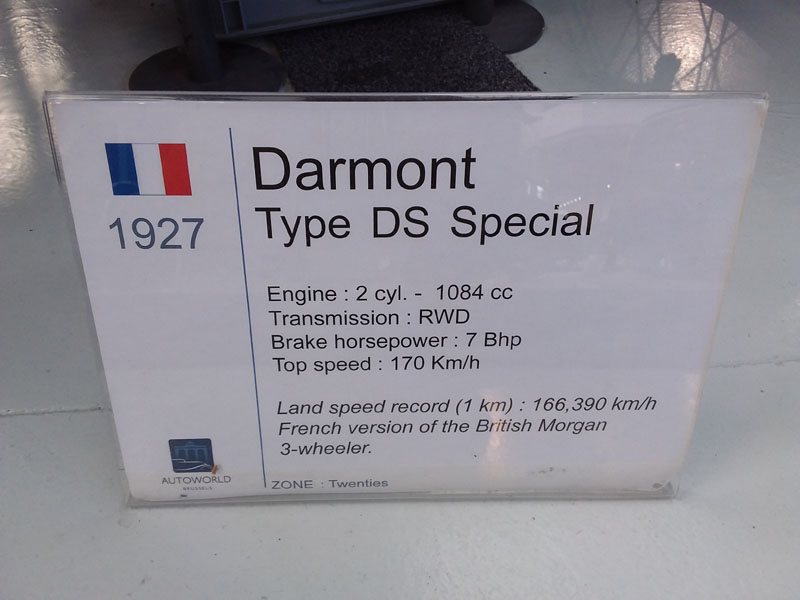 1927
Darmont
Type DS Special
Engine : 2 cyl. - 1084 cc
Transmission : RWD
Brake horsepower : 7 Bhp
Top speed : 170 Km/h
Land speed record (1 km) : 166,390 km/h
French version of the British Morgan
3-wheeler.
AUTOWORLD
BRUSSELS
ZONE : Twenties